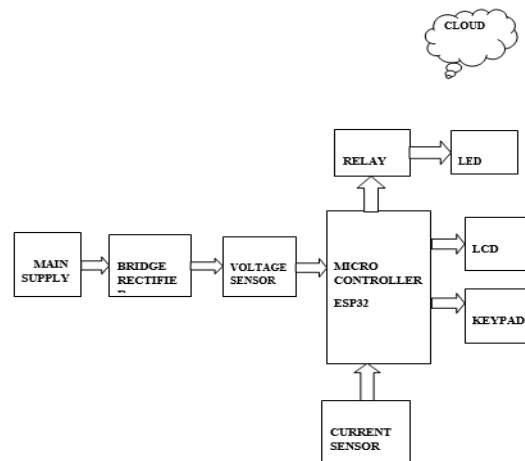 CLOUD
RELAY
LED
MAIN
SUPPLY
BRIDGE
RECTIFIE
VOLTAGE
SENSOR
MICRO
CONTROLLER
ESP32
LCD
KEYPAD
CURRENT
SENSOR